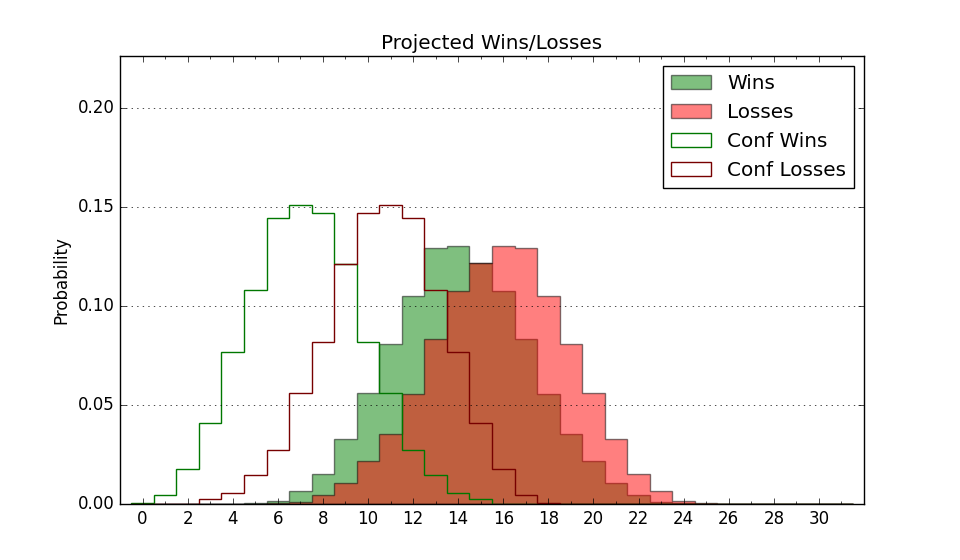 Projected Wins/Losses
Wins
Losses
Conf Wins
Conf Losses
Probability
0.20
0.15
0.10
0.05
0.00
0 2 4 6 8 10 12 14 16 18 20 22 24 26 28 30